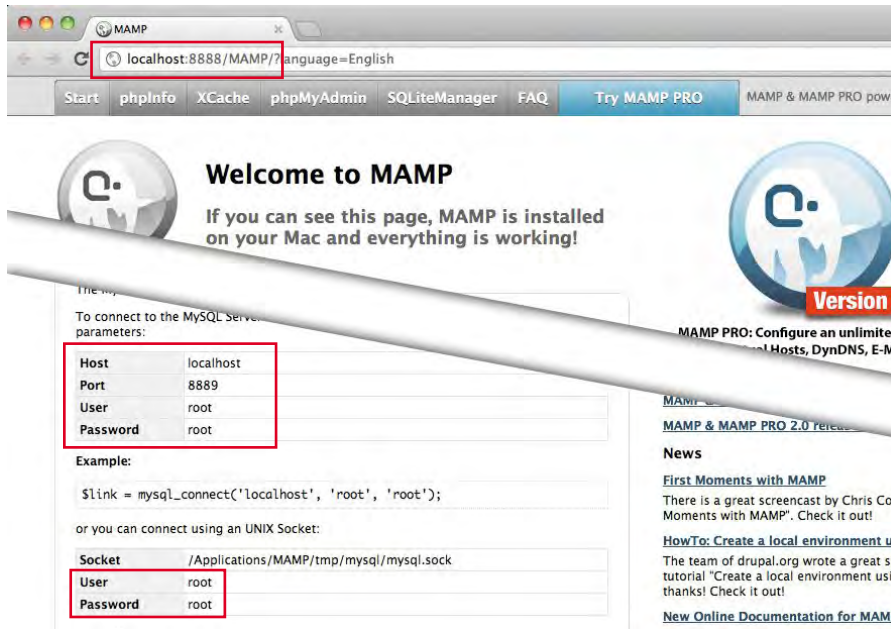 MAMP
localhost:8888/MAMP/?language=English
Start phpInfo XCache phpMyAdmin SQLiteManager FAQ Try MAMP PRO MAMP & MAMP PRO pow
Welcome to MAMP
If you can see this page, MAMP is installed
on your Mac and everything is working!
Version
To connect to the MySQL Server
parameters:
Host localhost
Port 8889
User root
Password root
Example:
$link = mysql_connect('localhost', 'root', 'root');
or you can connect using an UNIX Socket:
Socket /Applications/MAMP/tmp/mysql/mysql.sock
User root
Password root
MAMP PRO: Configure an unlimite
Hosts, DynDNS, E-M
MAMP &
MAMP & MAMP PRO 2.0
News
First Moments with MAMP
There is a great screencast by Chris Co
Moments with MAMP". Check it out!
HowTo: Create a local environment u
The team of drupal.org wrote a great s
tutorial "Create a local environment usi
thanks! Check it out!
New Online Documentation for MAM